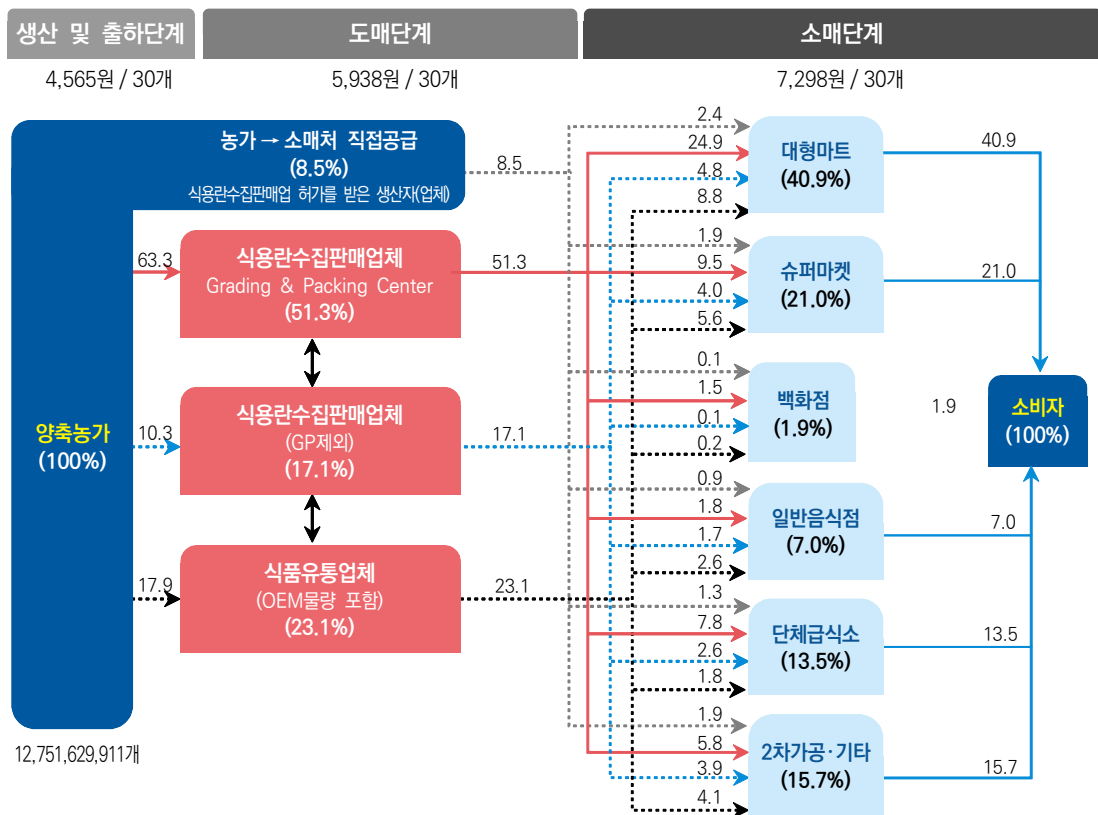 생산 및 출하단계
도매단계
소매단계
4,565원 / 30개
5,938원 / 30개
7,298원 / 30개
농가 → 소매처 직접공급
(8.5%)
식용란수집판매업 허가를 받은 생산자(업체)
8.5
양축농가
(100%)
12,751,629,911개
63.3
식용란수집판매업체
Grading & Packing Center
(51.3%)
51.3
10.3
식용란수집판매업체
(GP제외)
(17.1%)
17.1
17.9
식품유통업체
(OEM물량 포함)
(23.1%)
23.1
2.4
24.9
4.8
8.8
대형마트
(40.9%)
40.9
1.9
9.5
4.0
5.6
슈퍼마켓
(21.0%)
21.0
0.1
1.5
0.1
0.2
백화점
(1.9%)
1.9
0.9
1.8
1.7
2.6
일반음식점
(7.0%)
7.0
1.3
7.8
2.6
1.8
단체급식소
(13.5%)
13.5
1.9
5.8
3.9
4.1
2차가공·기타
(15.7%)
15.7
소비자
(100%)